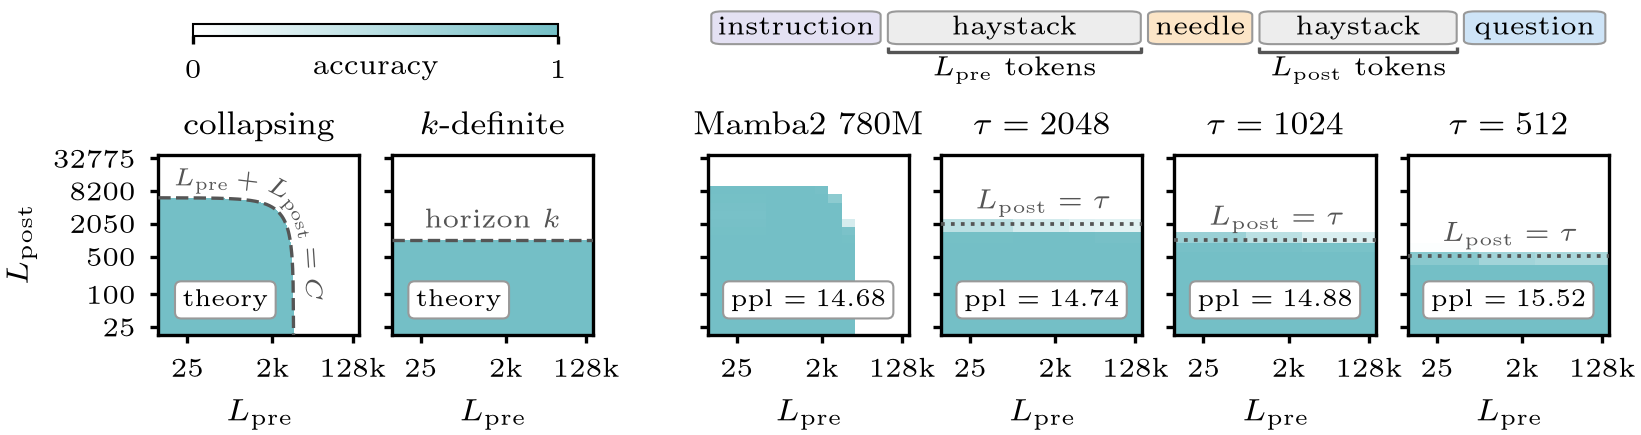 0 accuracy 1
instruction haystack needle haystack question
L_pre tokens L_post tokens
collapsing k-definite Mamba2 780M τ = 2048 τ = 1024 τ = 512
L_post
32775
8200
2050
500
100
25
L_pre + L_post = C
theory
25 2k 128k
L_pre
horizon k
theory
25 2k 128k
L_pre
ppl = 14.68
25 2k 128k
L_pre
L_post = τ
ppl = 14.74
25 2k 128k
L_pre
L_post = τ
ppl = 14.88
25 2k 128k
L_pre
L_post = τ
ppl = 15.52
25 2k 128k
L_pre